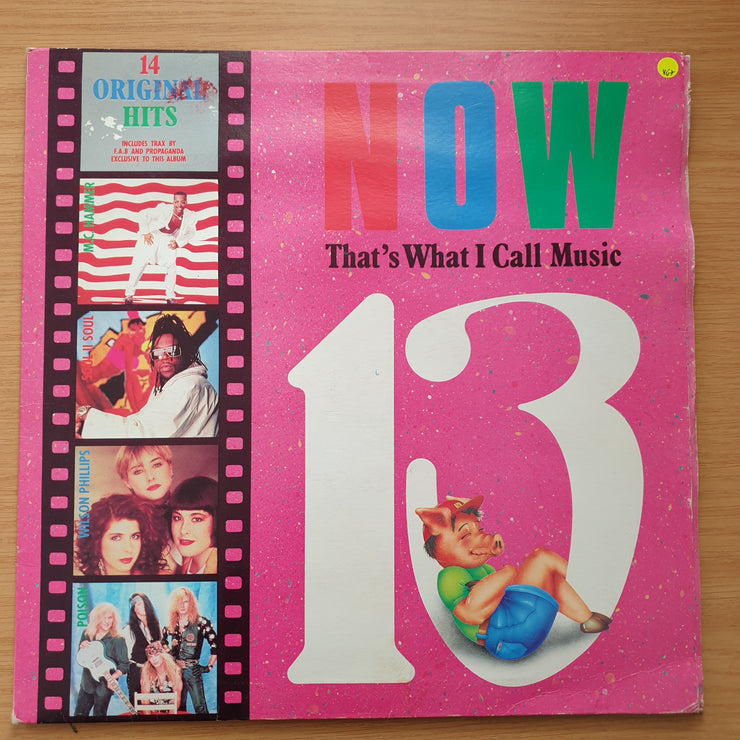 14
ORIGINAL
HITS
INCLUDES TRAX BY
F.A.B AND PROPAGANDA
EXCLUSIVE TO THIS ALBUM
M.C. HAMMER
II SOUL
WILSON PHILLIPS
POISON
NOW
That's What I Call Music
13
VG+